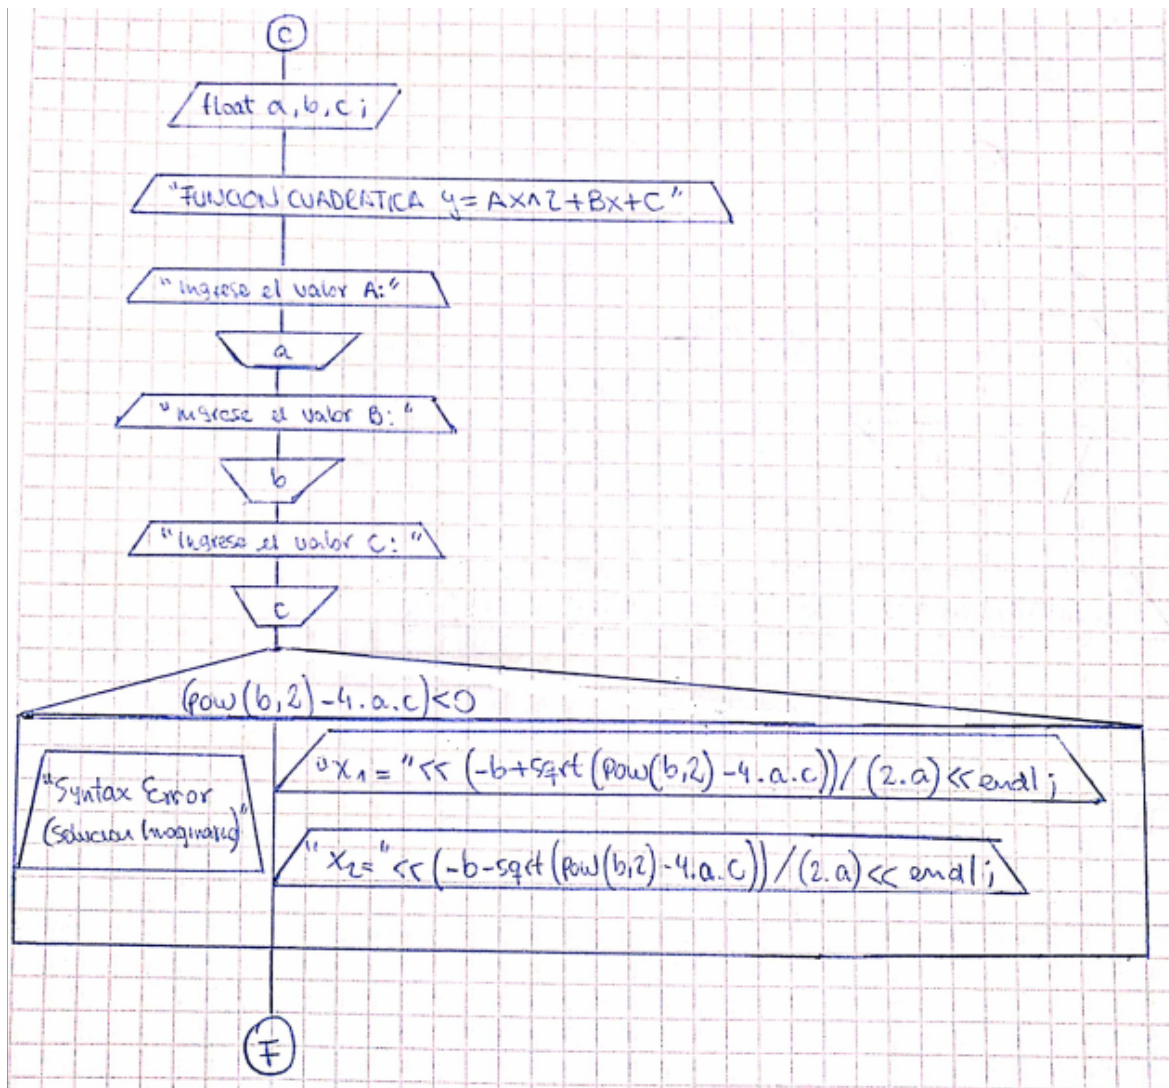 C
float a, b, c ;
"FUNCION CUADRATICA y = AX^2+BX+C"
"Ingrese el valor A:"
a
"Ingrese el valor B: "
b
"Ingrese el valor C: "
c
(pow(b,2)-4.a.c)<0
"x1 = "<< (-b+sqrt(pow(b,2)-4.a.c))/(2.a)<< endl ;
"Syntax Error
(Solucion Imaginaria)"
"x2= "<< (-b-sqrt(pow(b,2)-4.a.c))/(2.a)<< endl ;
F